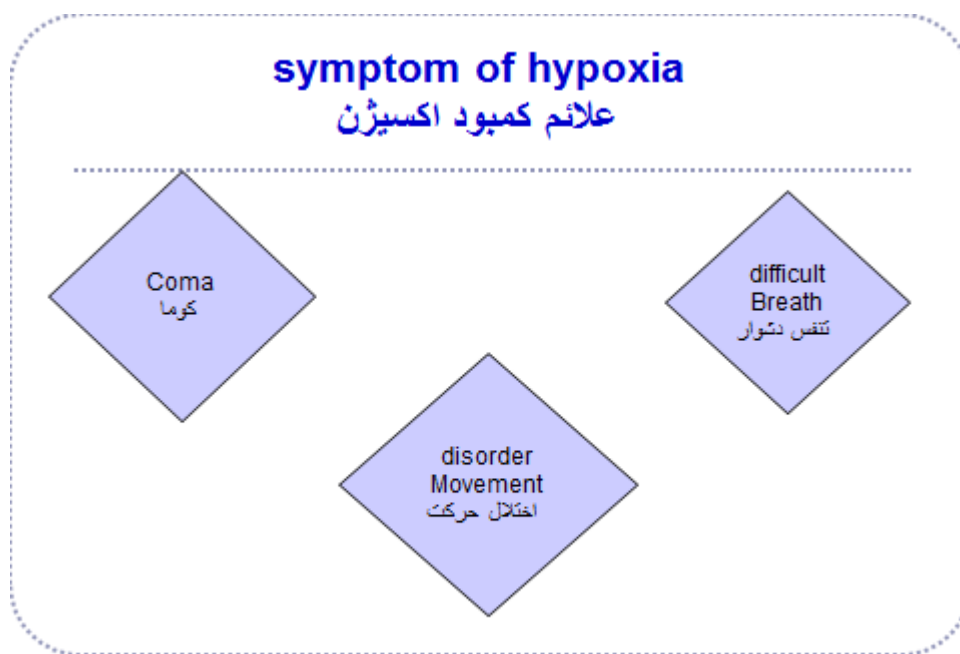 symptom of hypoxia
علائم کمبود اکسیژن
Coma
کوما
difficult
Breath
تنفس دشوار
disorder
Movement
اختلال حرکت